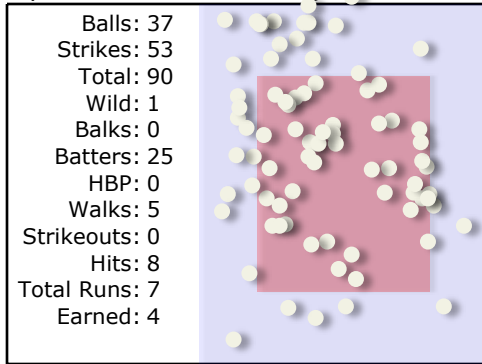 Balls: 37
Strikes: 53
Total: 90
Wild: 1
Balks: 0
Batters: 25
HBP: 0
Walks: 5
Strikeouts: 0
Hits: 8
Total Runs: 7
Earned: 4